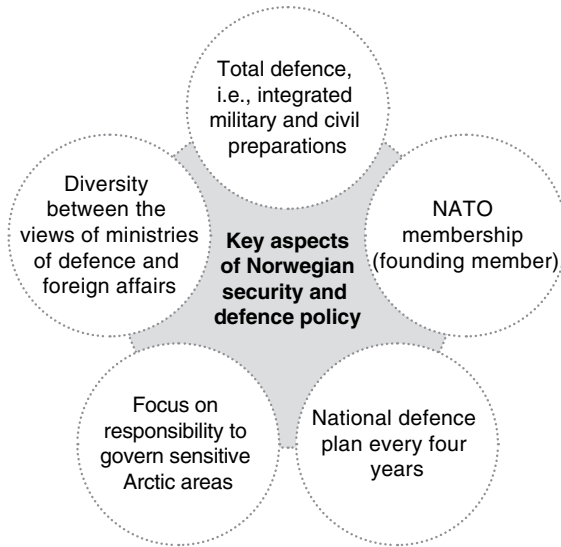 Total defence,
i.e., integrated
military and civil
preparations
Diversity
between the
views of ministries
of defence and
foreign affairs
Key aspects
of Norwegian
security and
defence policy
NATO
membership
(founding member)
Focus on
responsibility to
govern sensitive
Arctic areas
National defence
plan every four
years